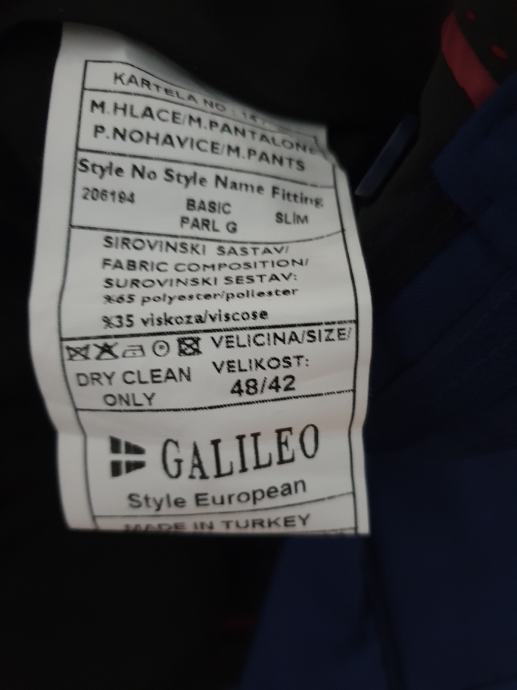 KARTELA NO :
M.HLACE/M.PANTALONE
P.NOHAVICE/M.PANTS
Style No Style Name Fitting
206194 BASIC SLIM
PARL G
SIROVINSKI SASTAV/
FABRIC COMPOSITION/
SUROVINSKI SESTAV:
%65 polyester/poliester
%35 viskoza/viscose
VELICINA/SIZE/
VELIKOST:
48/42
DRY CLEAN
ONLY
GALILEO
Style European
MADE IN TURKEY